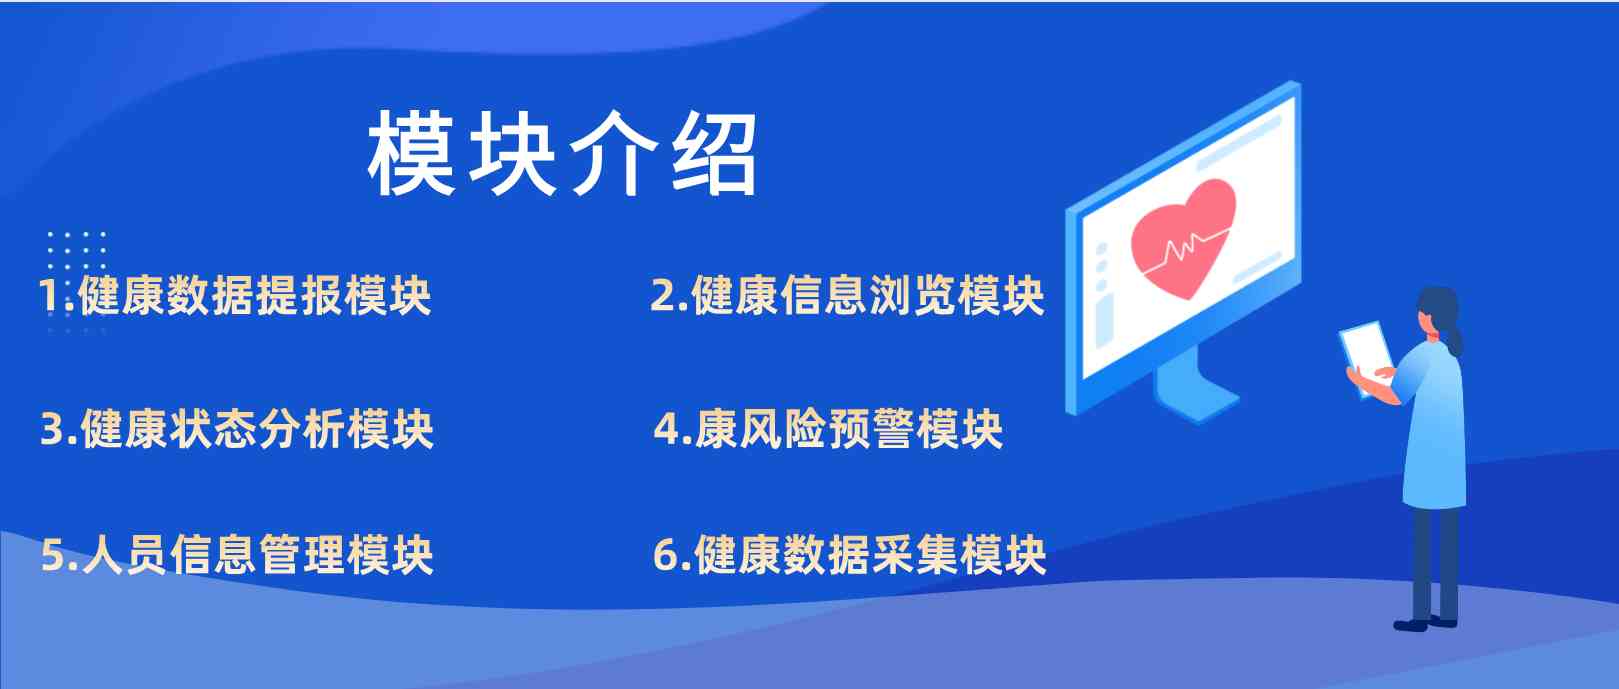 模块介绍
1.健康数据提报模块
2.健康信息浏览模块
3.健康状态分析模块
4.康风险预警模块
5.人员信息管理模块
6.健康数据采集模块